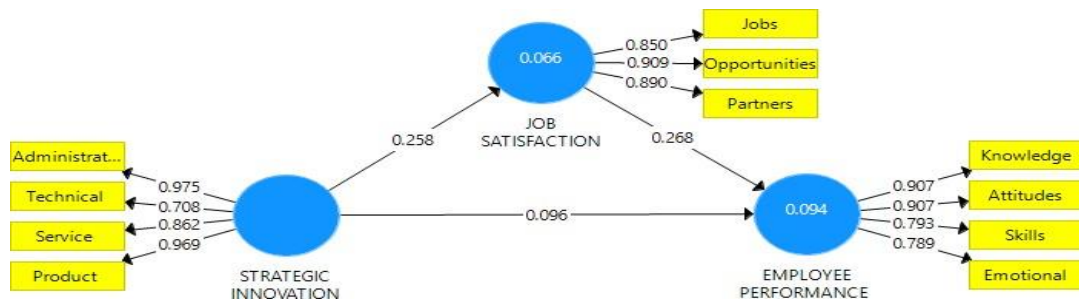 Jobs
0.850
0.066
0.909
Opportunities
0.890
Partners
JOB
SATISFACTION
0.258
0.268
Administrat...
0.975
Technical
0.708
0.862
Service
0.969
Product
STRATEGIC
INNOVATION
0.096
0.094
Knowledge
0.907
Attitudes
0.907
0.793
Skills
0.789
Emotional
EMPLOYEE
PERFORMANCE